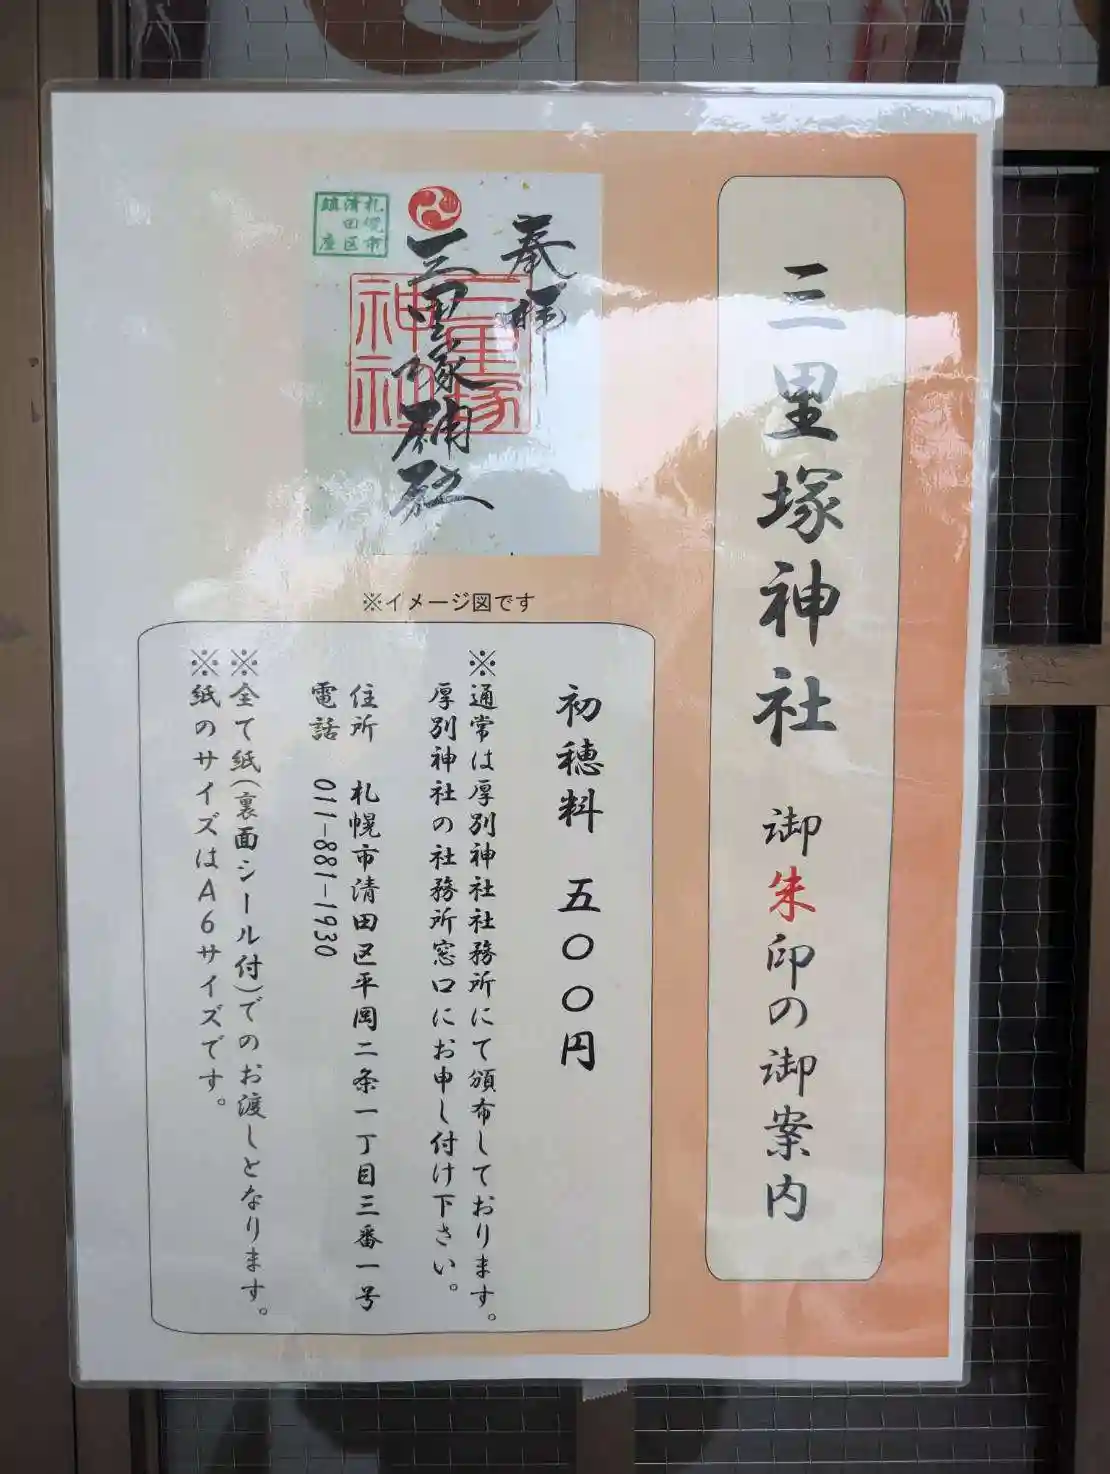 三里塚神社 御朱印の御案内
奉拝
三里塚神社
三里塚
神社
札幌市
清田区
鎮座
※イメージ図です
初穂料 五〇〇円
※通常は厚別神社社務所にて頒布しております。
厚別神社の社務所窓口にお申し付け下さい。
住所 札幌市清田区平岡二条一丁目三番一号
電話 011-881-1930
※全て紙(裏面シール付)でのお渡しとなります。
※紙のサイズはA6サイズです。